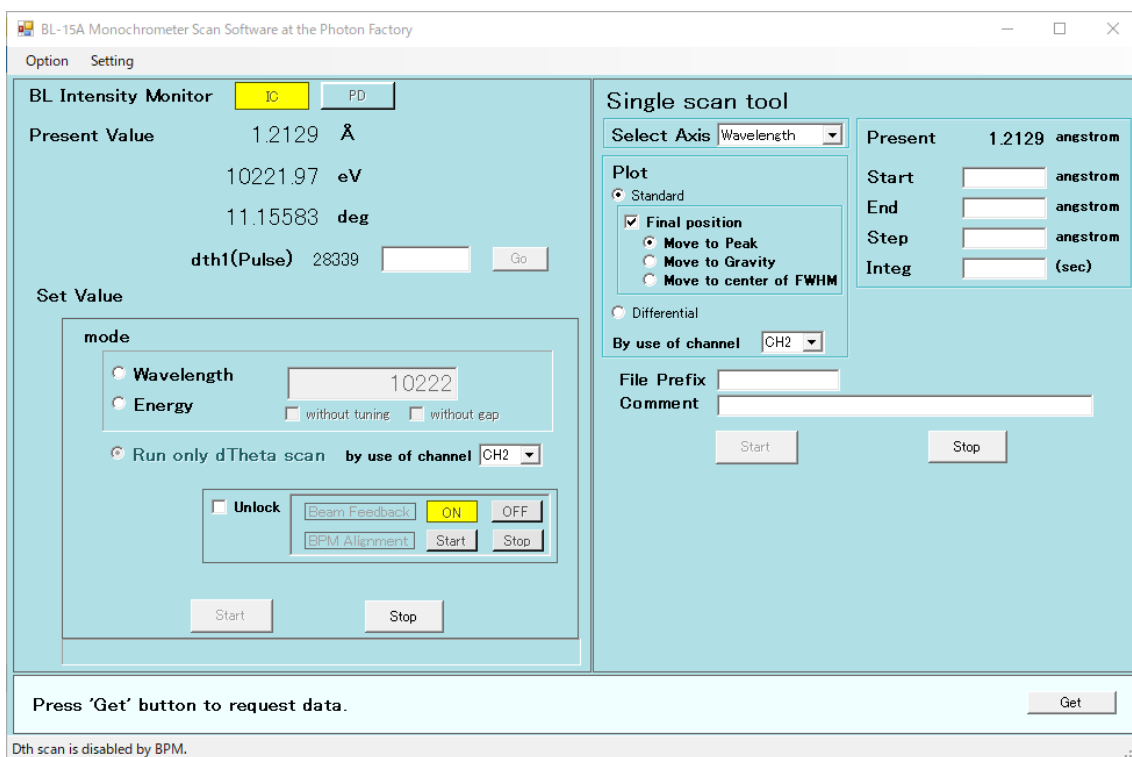 BL-15A Monochrometer Scan Software at the Photon Factory
Option Setting
BL Intensity Monitor IC PD
Present Value 1.2129 Å
10221.97 eV
11.15583 deg
dth1(Pulse) 28339 Go
Set Value
mode
Wavelength
10222
Energy
without tuning without gap
Run only dTheta scan by use of channel CH2
Unlock Beam Feedback ON OFF
BPM Alignment Start Stop
Start Stop
Single scan tool
Select Axis Wavelength
Plot
Standard
Final position
Move to Peak
Move to Gravity
Move to center of FWHM
Differential
By use of channel CH2
Present 1.2129 angstrom
Start angstrom
End angstrom
Step angstrom
Integ (sec)
File Prefix
Comment
Start Stop
Press 'Get' button to request data. Get
Dth scan is disabled by BPM.